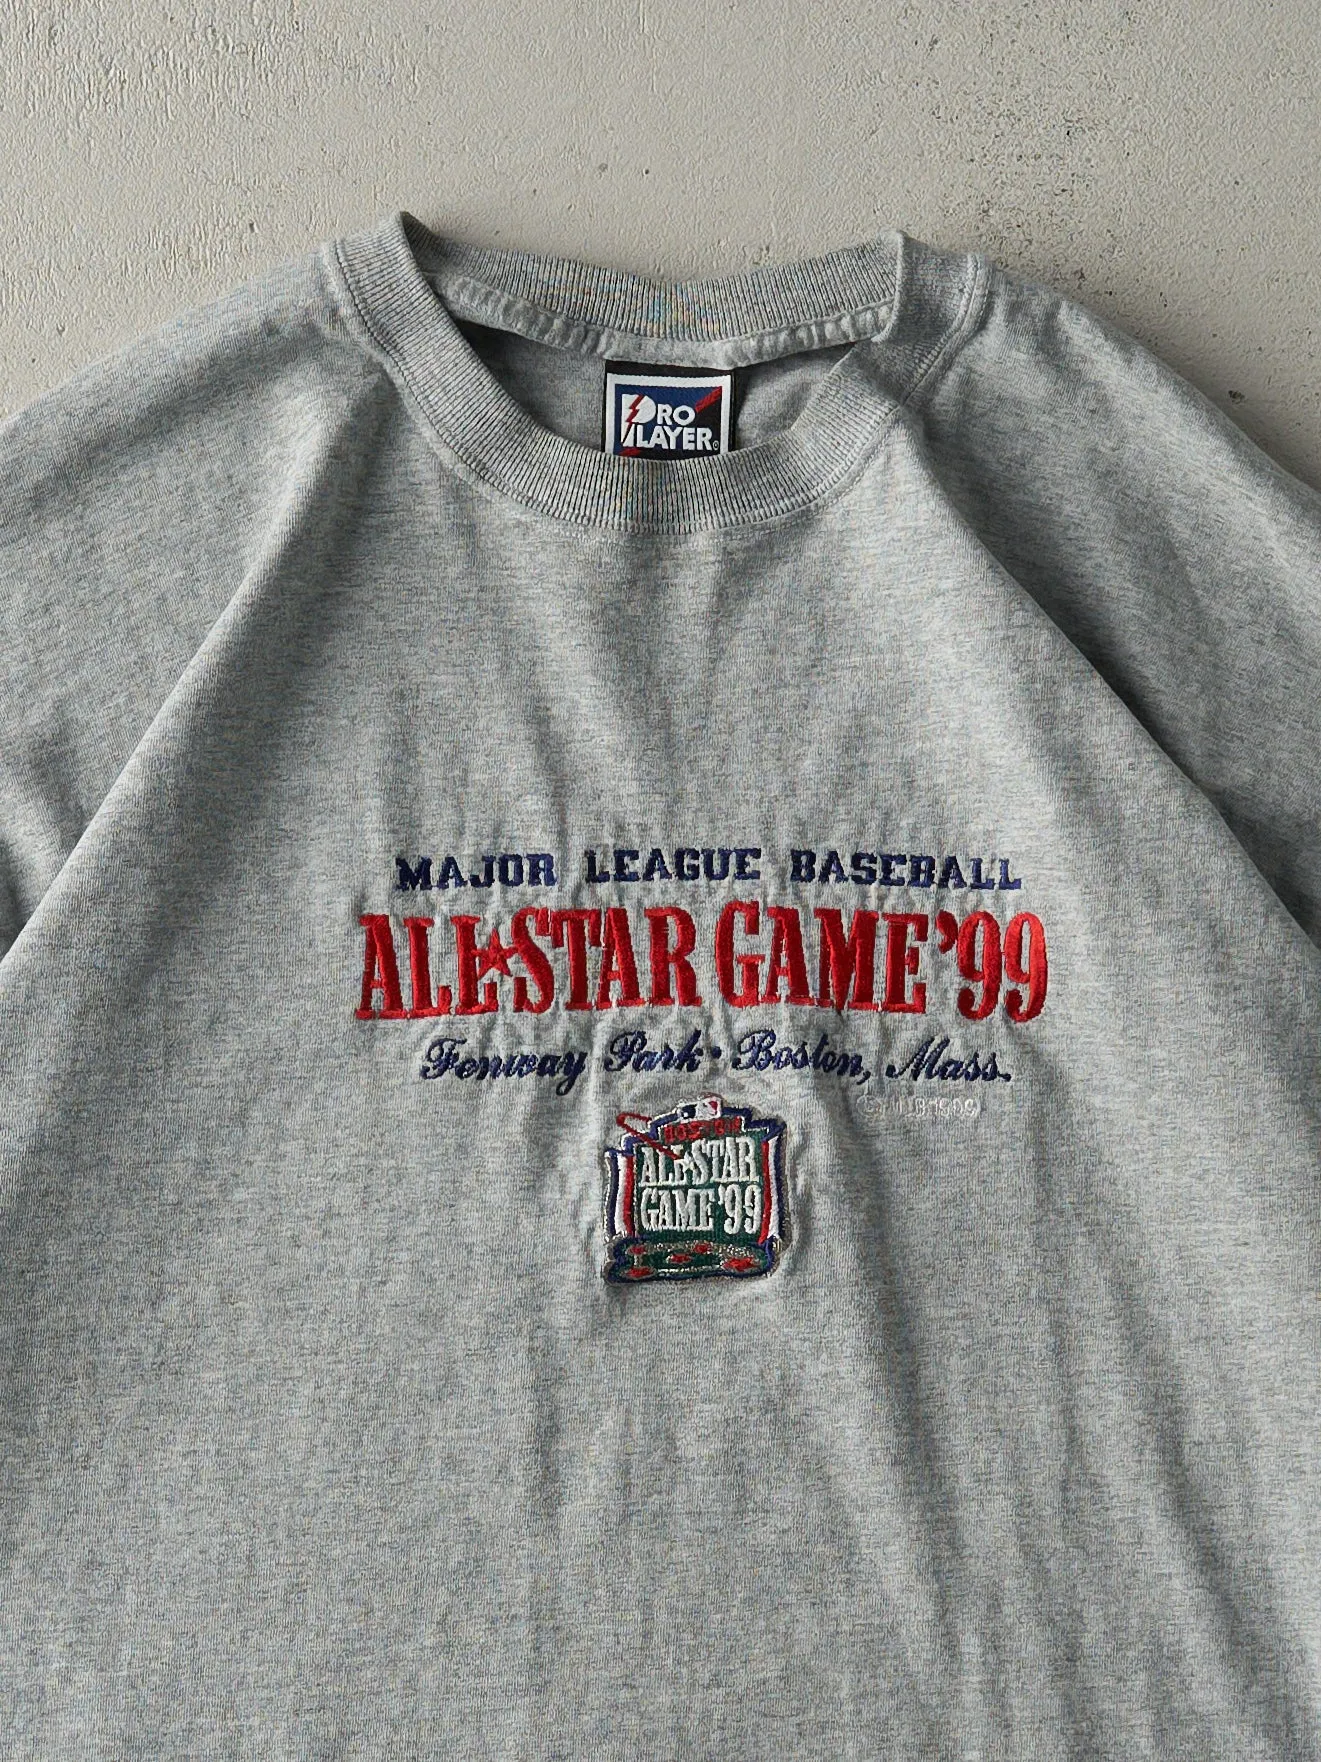 PRO
PLAYER®
MAJOR LEAGUE BASEBALL
ALL★STAR GAME '99
Fenway Park • Boston, Mass.
BOSTON
ALL★STAR
GAME '99